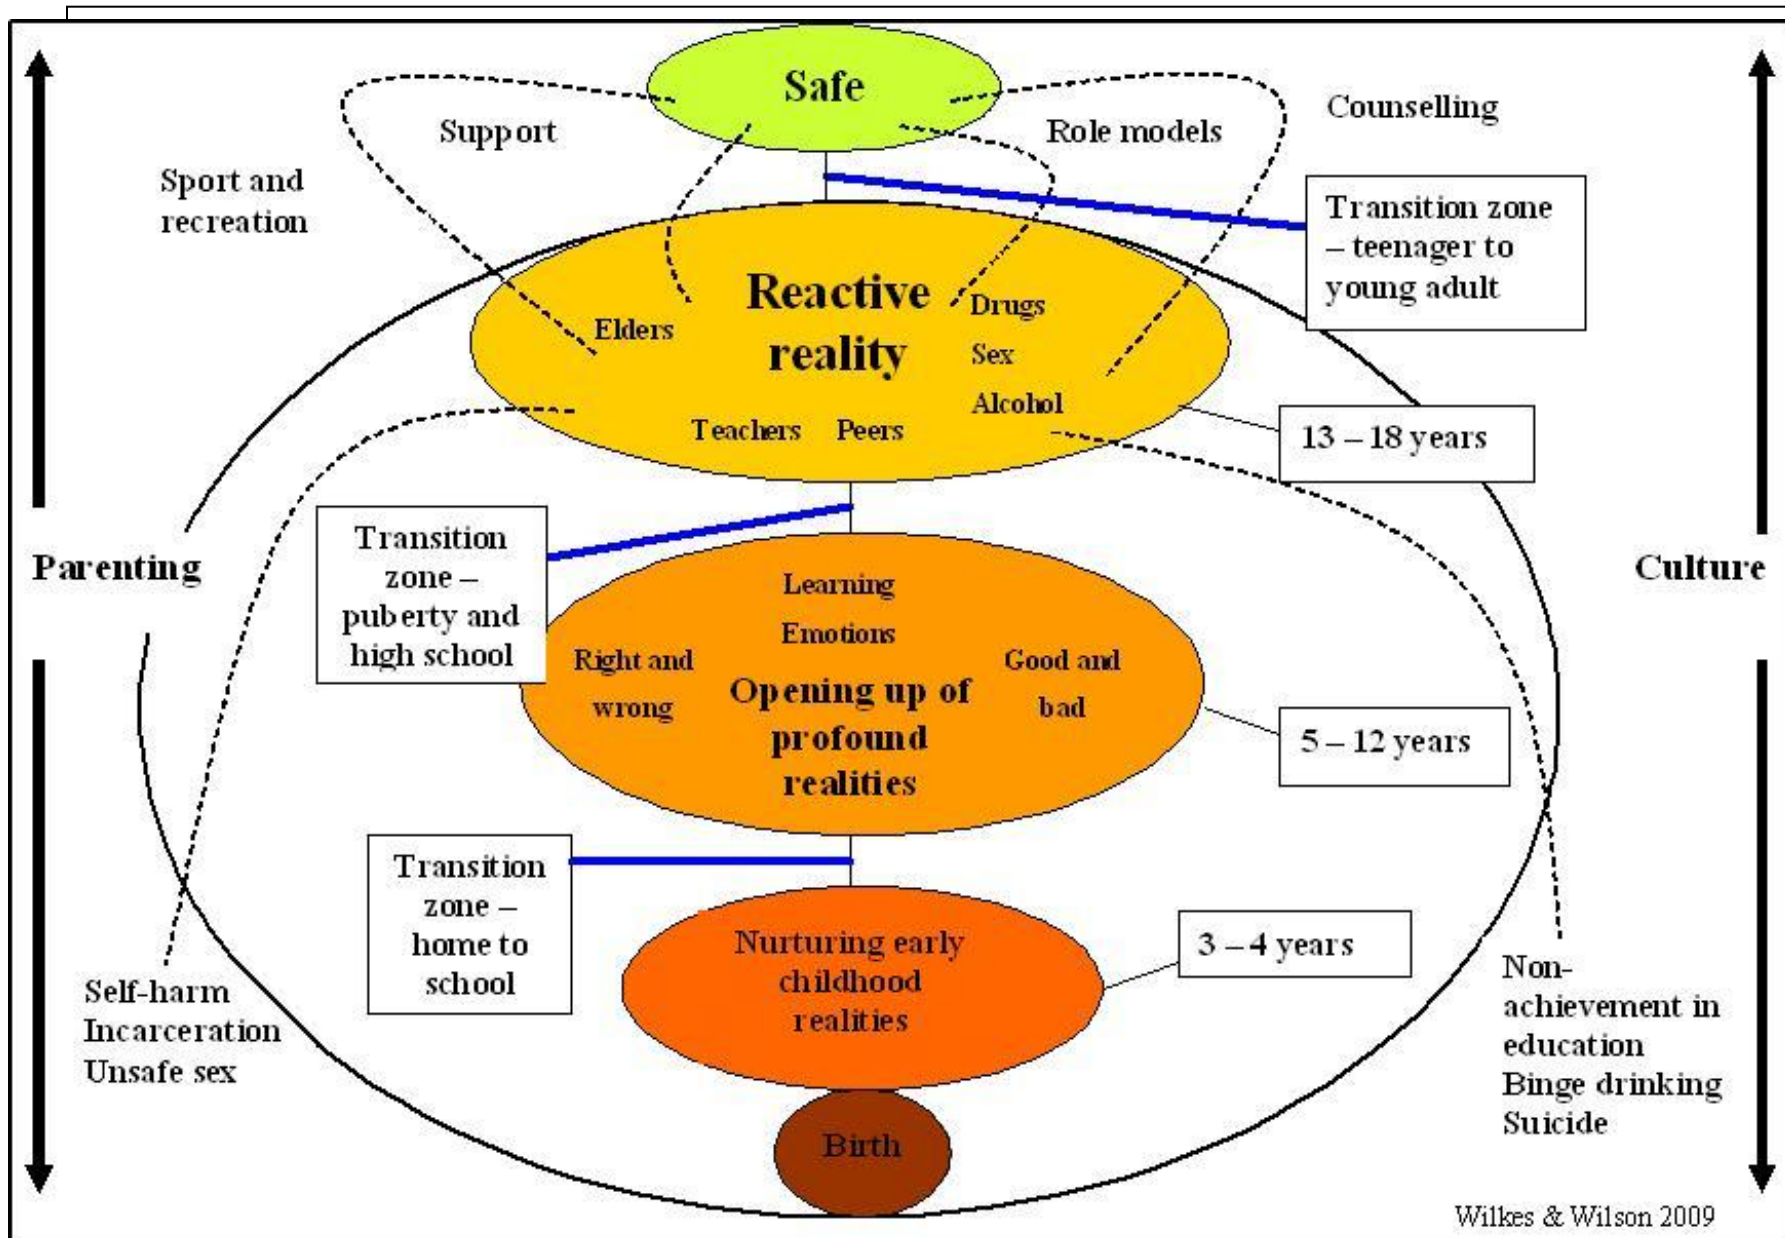 Safe
Support
Role models
Counselling
Sport and
recreation
Transition zone
– teenager to
young adult
Reactive
reality
Elders
Drugs
Sex
Alcohol
Teachers
Peers
13 – 18 years
Transition
zone –
puberty and
high school
Parenting
Culture
Learning
Emotions
Right and
wrong
Good and
bad
Opening up of
profound
realities
5 – 12 years
Transition
zone –
home to
school
Nurturing early
childhood
realities
3 – 4 years
Self-harm
Incarceration
Unsafe sex
Non-
achievement in
education
Binge drinking
Suicide
Birth
Wilkes & Wilson 2009